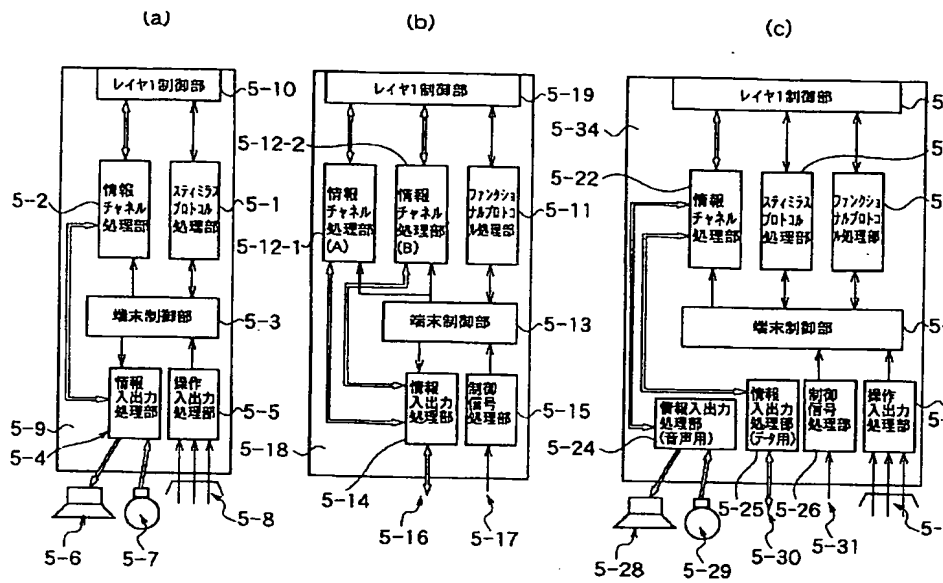 (a)
レイヤ1制御部
5-10
5-2
情報
チャネル
処理部
スティミラス
プロトコル
処理部
5-1
端末制御部
5-3
情報
入出力
処理部
操作
入出力
処理部
5-5
5-9
5-4
5-6
5-7
5-8
(b)
レイヤ1制御部
5-19
5-12-2
5-12-1
情報
チャネル
処理部
(A)
情報
チャネル
処理部
(B)
ファンクショ
ナルプロトコ
ル処理部
5-11
端末制御部
5-13
情報
入出力
処理部
制御
信号
処理部
5-15
5-18
5-14
5-16
5-17
(c)
レイヤ1制御部
5-34
5-22
情報
チャネル
処理部
スティミラス
プロトコル
処理部
ファンクショ
ナルプロトコ
ル処理部
端末制御部
情報入出力
処理部
(音声用)
情報
入出力
処理部
(データ用)
制御
信号
処理部
操作
入出力
処理部
5-24
5-25
5-26
5-28
5-29
5-30
5-31